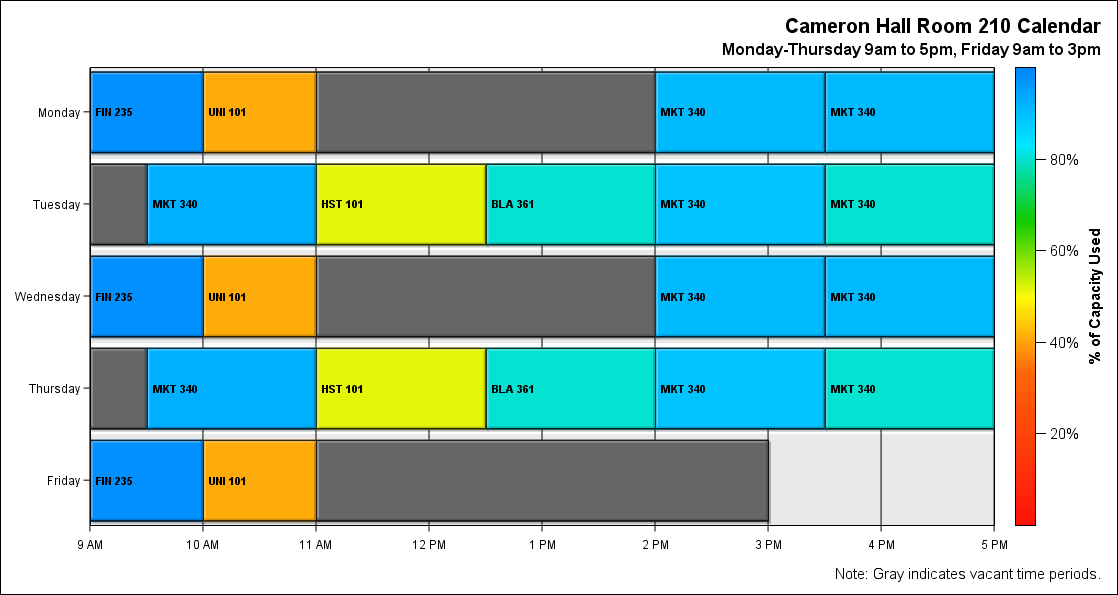 Cameron Hall Room 210 Calendar
Monday-Thursday 9am to 5pm, Friday 9am to 3pm
Monday FIN 235 UNI 101 MKT 340 MKT 340
80%
Tuesday MKT 340 HST 101 BLA 361 MKT 340 MKT 340
60%
Wednesday FIN 235 UNI 101 MKT 340 MKT 340
% of Capacity Used
40%
Thursday MKT 340 HST 101 BLA 361 MKT 340 MKT 340
20%
Friday FIN 235 UNI 101
9 AM 10 AM 11 AM 12 PM 1 PM 2 PM 3 PM 4 PM 5 PM
Note: Gray indicates vacant time periods.